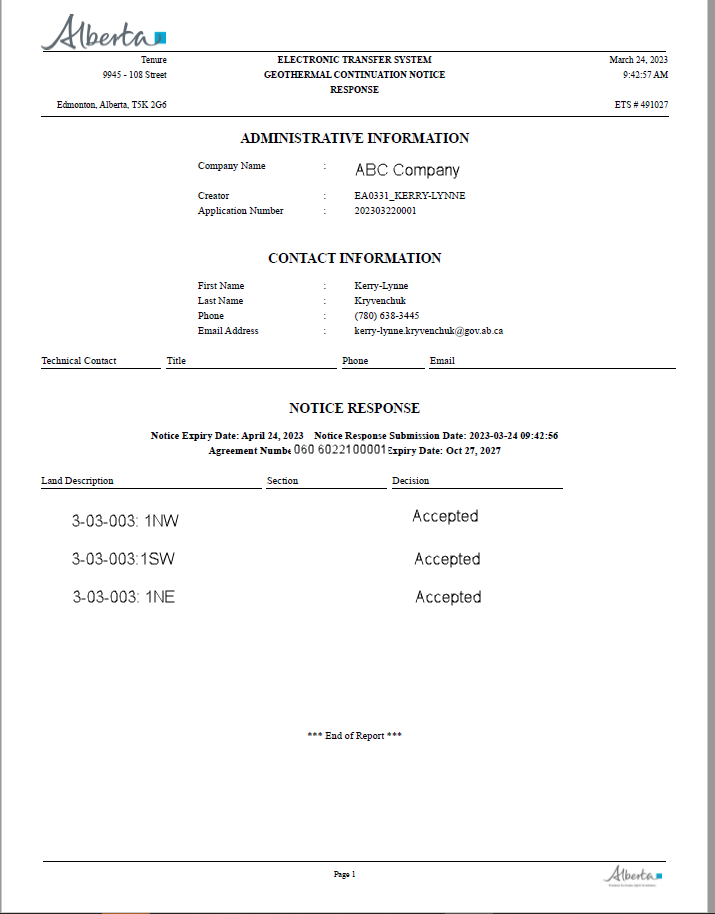 Alberta
Tenure
ELECTRONIC TRANSFER SYSTEM
March 24, 2023
9945 - 108 Street
GEOTHERMAL CONTINUATION NOTICE
9:42:57 AM
RESPONSE
Edmonton, Alberta, T5K 2G6
ETS # 491027
ADMINISTRATIVE INFORMATION
Company Name : ABC Company
Creator : EA0331_KERRY-LYNNE
Application Number : 202303220001
CONTACT INFORMATION
First Name : Kerry-Lynne
Last Name : Kryvenchuk
Phone : (780) 638-3445
Email Address : kerry-lynne.kryvenchuk@gov.ab.ca
Technical Contact Title Phone Email
NOTICE RESPONSE
Notice Expiry Date: April 24, 2023 Notice Response Submission Date: 2023-03-24 09:42:56
Agreement Numbe 060 6022100001 Expiry Date: Oct 27, 2027
Land Description Section Decision
3-03-003: 1NW Accepted
3-03-003:1SW Accepted
3-03-003: 1NE Accepted
*** End of Report ***
Page 1
Alberta